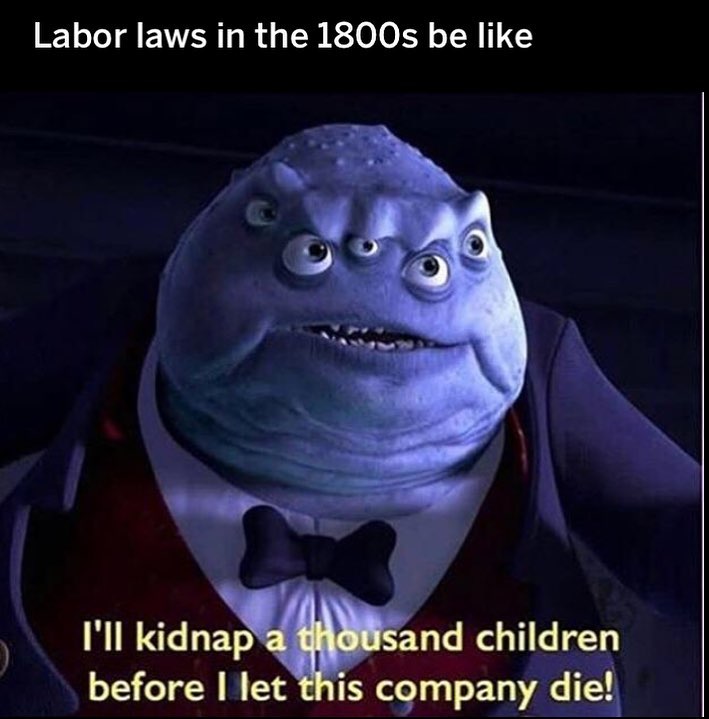 Labor laws in the 1800s be like
I'll kidnap a thousand children
before I let this company die!